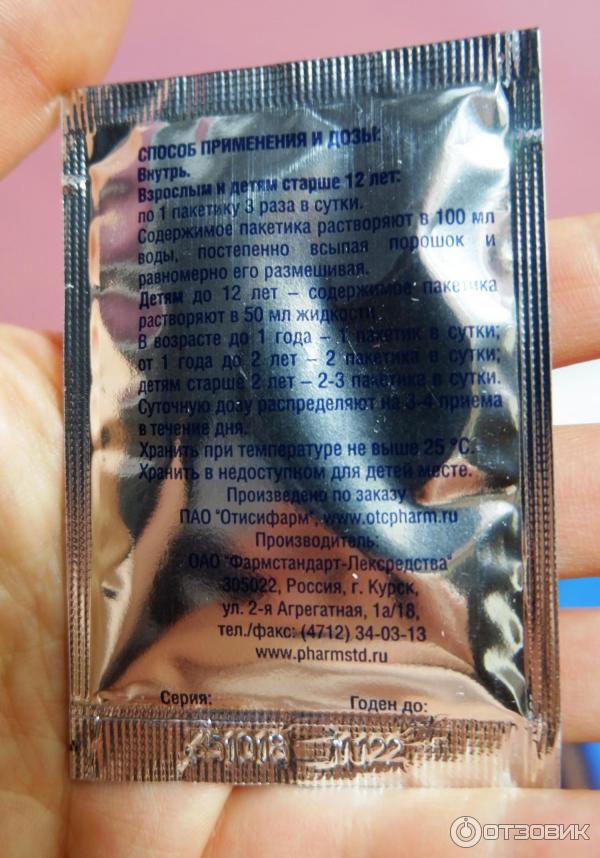 СПОСОБ ПРИМЕНЕНИЯ И ДОЗЫ:
Внутрь.
Взрослым и детям старше 12 лет:
по 1 пакетику 3 раза в сутки.
Содержимое пакетика растворяют в 100 мл
воды, постепенно всыпая порошок и
равномерно его размешивая.
Детям до 12 лет – содержимое пакетика
растворяют в 50 мл жидкости.
В возрасте до 1 года – 1 пакетик в сутки;
от 1 года до 2 лет – 2 пакетика в сутки;
детям старше 2 лет – 2-3 пакетика в сутки.
Суточную дозу распределяют на 3-4 приема
в течение дня.
Хранить при температуре не выше 25 °С.
Хранить в недоступном для детей месте.
Произведено по заказу
ПАО "Отисифарм", www.otcpharm.ru
Производитель:
ОАО "Фармстандарт-Лексредства"
305022, Россия, г. Курск,
ул. 2-я Агрегатная, 1а/18,
тел./факс: (4712) 34-03-13
www.pharmstd.ru
Серия: Годен до:
1122
ОТЗОВИК